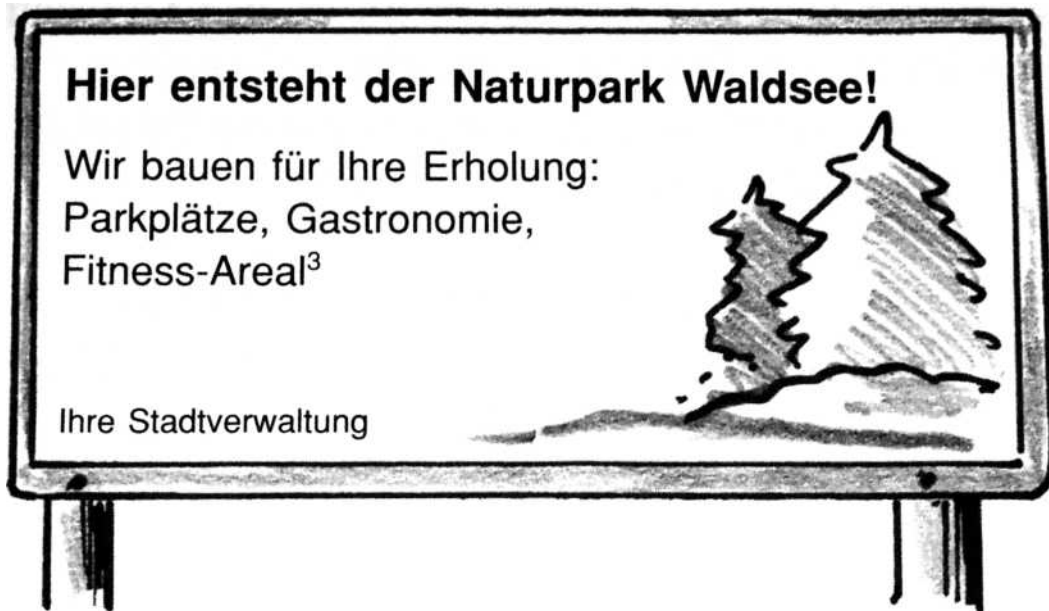 Hier entsteht der Naturpark Waldsee!
Wir bauen für Ihre Erholung:
Parkplätze, Gastronomie,
Fitness-Areal³
Ihre Stadtverwaltung